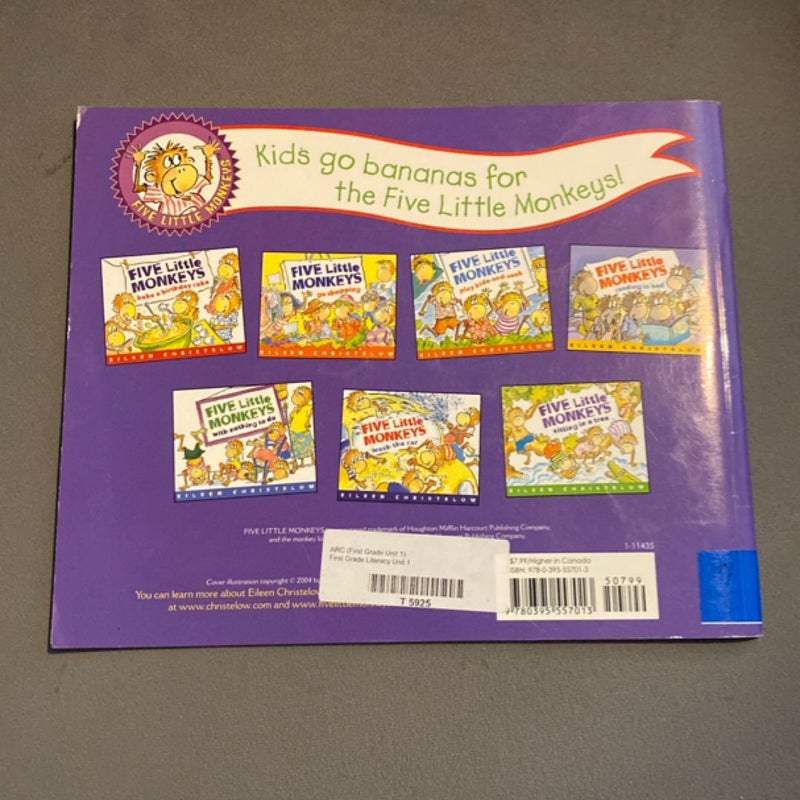 FIVE LITTLE MONKEYS
Kids go bananas for
the Five Little Monkeys!
FIVE Little
MONKEYS
bake a birthday cake
EILEEN CHRISTELOW
FIVE Little
MONKEYS
go shopping
EILEEN CHRISTELOW
FIVE Little
MONKEYS
play hide-and-seek
EILEEN CHRISTELOW
FIVE Little
MONKEYS
reading in bed
EILEEN CHRISTELOW
FIVE Little
MONKEYS
with nothing to do
EILEEN CHRISTELOW
FIVE Little
MONKEYS
wash the car
EILEEN CHRISTELOW
FIVE Little
MONKEYS
sitting in a tree
EILEEN CHRISTELOW
FIVE LITTLE MONKEYS trademark of Houghton Mifflin Harcourt Publishing Company,
and the monkey Harcourt Publishing Company.
1-11435
ARC (First Grade Unit 1)
First Grade Literacy Unit 1
T 5925
$7.99/Higher in Canada
ISBN: 978-0-395-55701-3
50799
9 780395 557013
Cover illustration copyright © 2004 by
You can learn more about Eileen Christelow
at www.christelow.com and